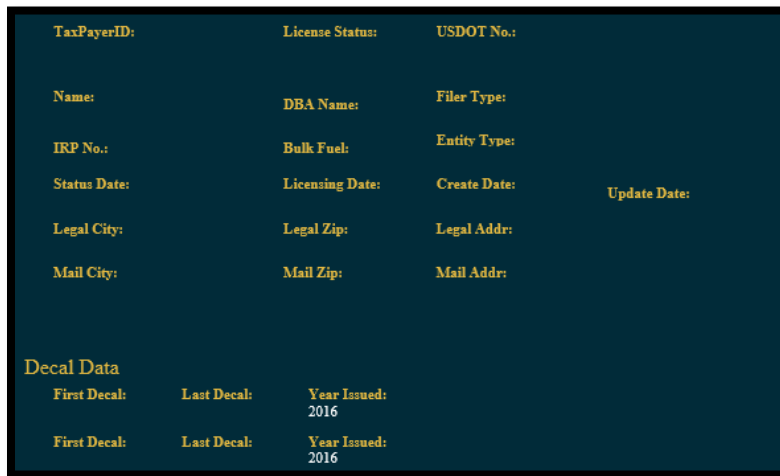 TaxPayerID: License Status: USDOT No.:
Name: DBA Name: Filer Type:
IRP No.: Bulk Fuel: Entity Type:
Status Date: Licensing Date: Create Date: Update Date:
Legal City: Legal Zip: Legal Addr:
Mail City: Mail Zip: Mail Addr:
Decal Data
First Decal: Last Decal: Year Issued:
2016
First Decal: Last Decal: Year Issued:
2016